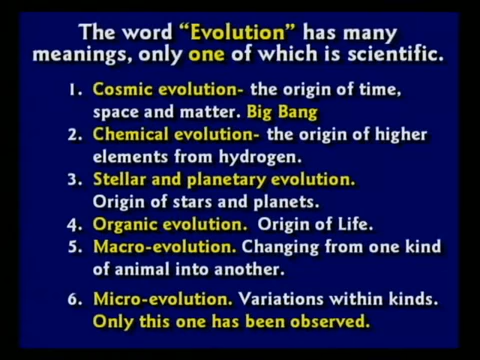 The word “Evolution” has many
meanings, only one of which is scientific.
1. Cosmic evolution- the origin of time,
space and matter. Big Bang
2. Chemical evolution- the origin of higher
elements from hydrogen.
3. Stellar and planetary evolution.
Origin of stars and planets.
4. Organic evolution. Origin of Life.
5. Macro-evolution. Changing from one kind
of animal into another.
6. Micro-evolution. Variations within kinds.
Only this one has been observed.